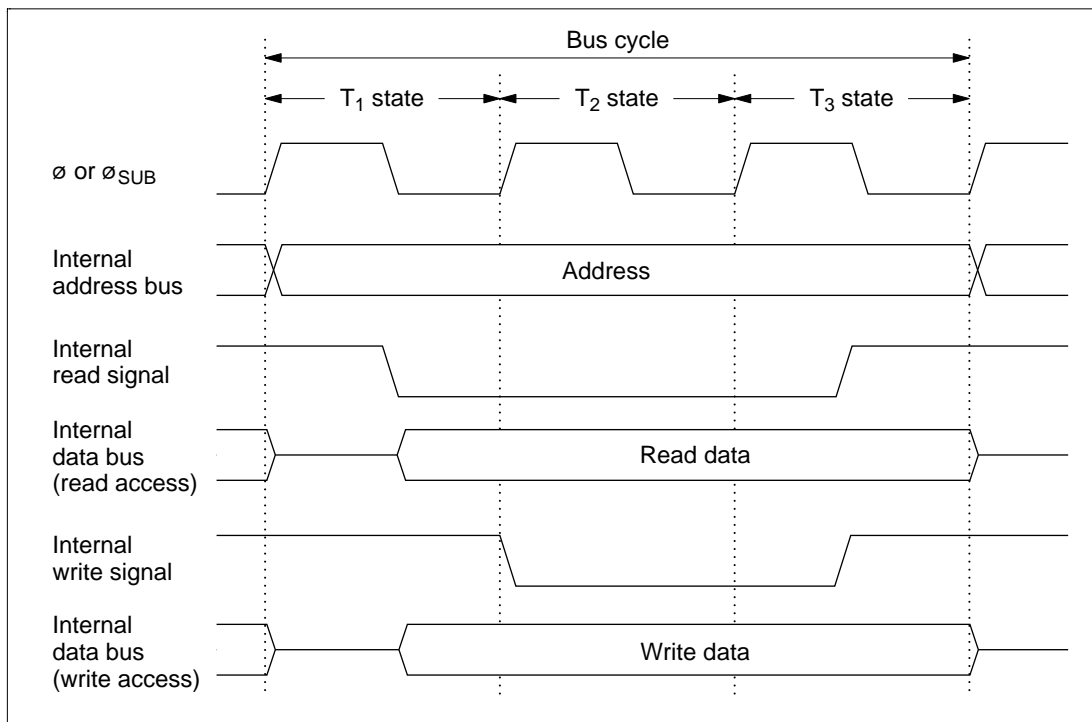 Bus cycle
T1 state
T2 state
T3 state
ø or øSUB
Internal
address bus
Address
Internal
read signal
Internal
data bus
(read access)
Read data
Internal
write signal
Internal
data bus
(write access)
Write data